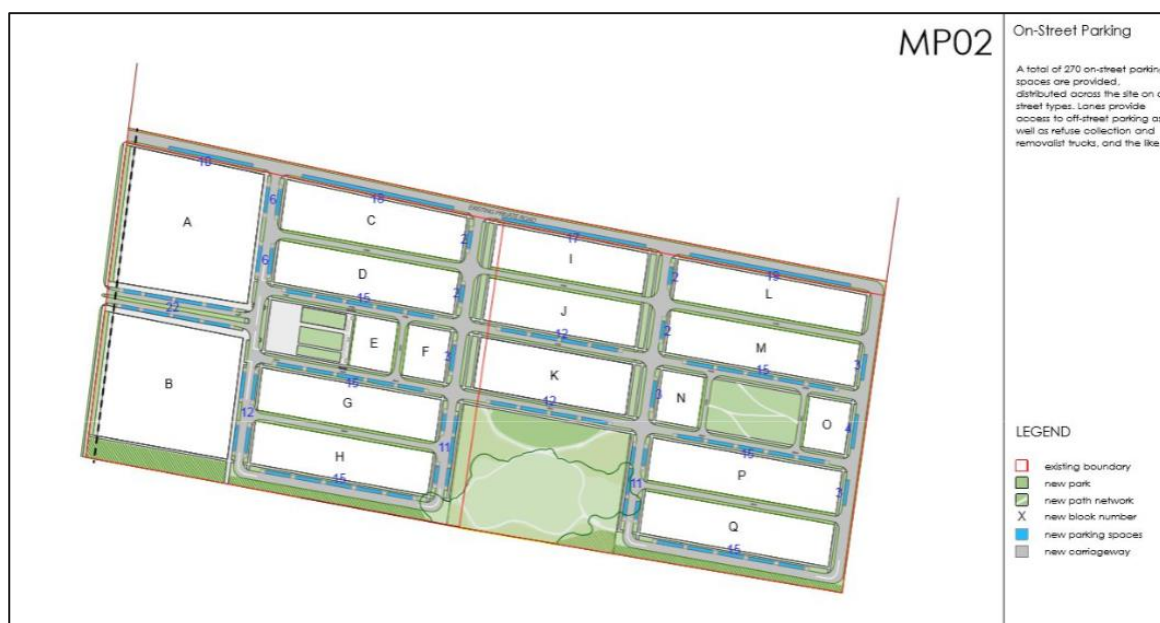 MP02
On-Street Parking
A total of 270 on-street parking
spaces are provided,
distributed across the site on
street types. Lanes provide
access to off-street parking as
well as refuse collection and
removalist trucks, and the like
18
17
19
6
A
C
2
I
2
L
6
D
2
J
2
M
3
22
15
12
15
E
F
3
K
N
O
4
B
15
12
3
15
G
12
11
P
3
H
15
11
Q
15
LEGEND
existing boundary
new park
new path network
X new block number
new parking spaces
new carriageway